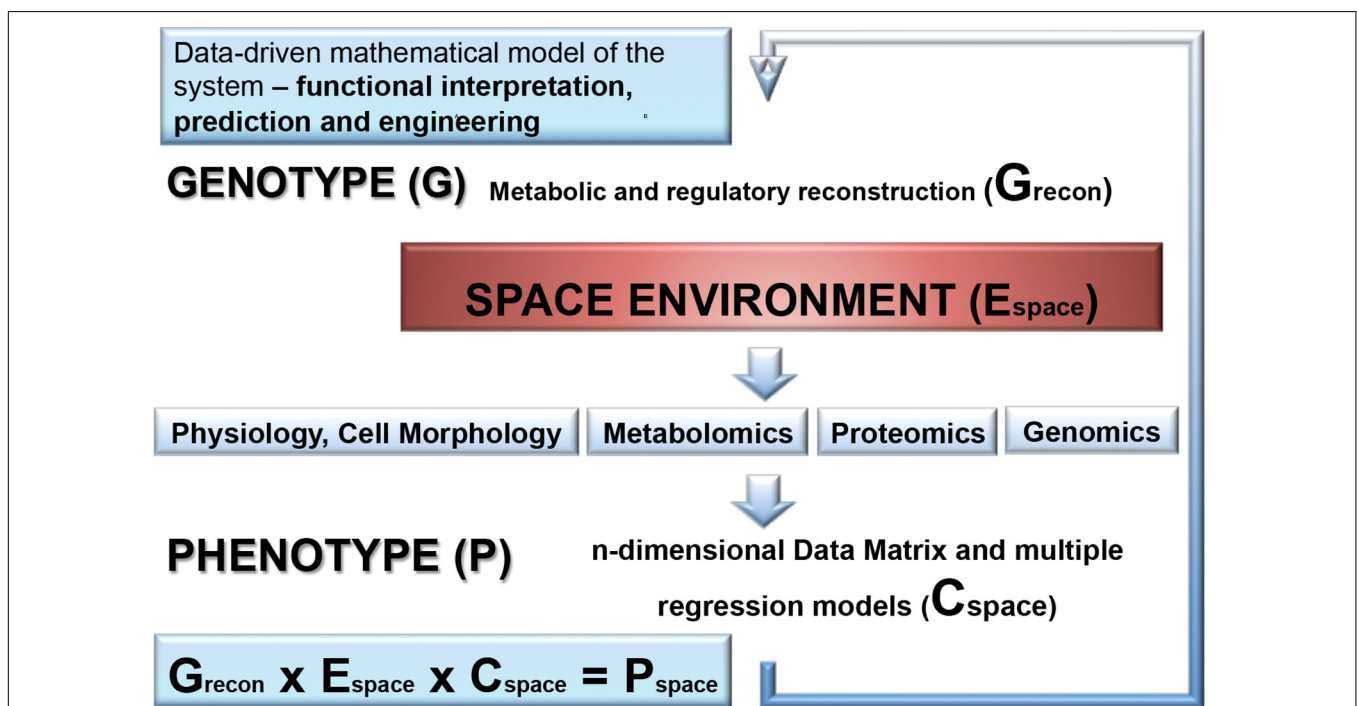 Data-driven mathematical model of the
system – functional interpretation,
prediction and engineering
A B
GENOTYPE (G) Metabolic and regulatory reconstruction (Grecon)
SPACE ENVIRONMENT (Espace)
Physiology, Cell Morphology Metabolomics Proteomics Genomics
PHENOTYPE (P) n-dimensional Data Matrix and multiple
regression models (Cspace)
Grecon x Espace x Cspace = Pspace